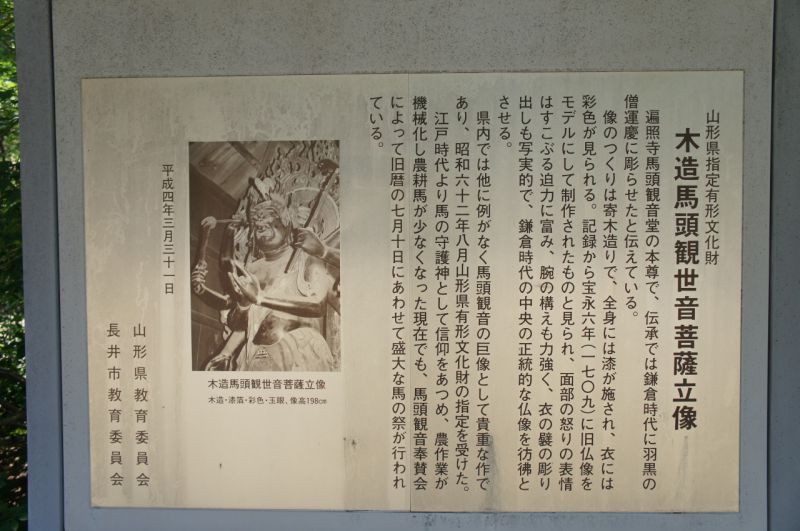 山形県指定有形文化財
木造馬頭観世音菩薩立像
遍照寺馬頭観音堂の本尊で、伝承では鎌倉時代に羽黒の
僧運慶に彫らせたと伝えている。
像のつくりは寄木造りで、全身には漆が施され、衣には
彩色が見られる。記録から宝永六年(一七〇九)に旧仏像を
モデルにして制作されたものと見られ、面部の怒りの表情
はすこぶる迫力に富み、腕の構えも力強く、衣の襞の彫り
出しも写実的で、鎌倉時代の中央の正統的な仏像を彷彿と
させる。
県内では他に例がなく馬頭観音の巨像として貴重な作で
あり、昭和六十二年八月山形県有形文化財の指定を受けた。
江戸時代より馬の守護神として信仰をあつめ、農作業が
機械化し農耕馬が少なくなった現在でも、馬頭観音奉賛会
によって旧暦の七月十日にあわせて盛大な馬の祭が行われ
ている。
木造馬頭観世音菩薩立像
木造・漆箔・彩色・玉眼、像高198cm
平成四年三月三十一日
山形県教育委員会
長井市教育委員会